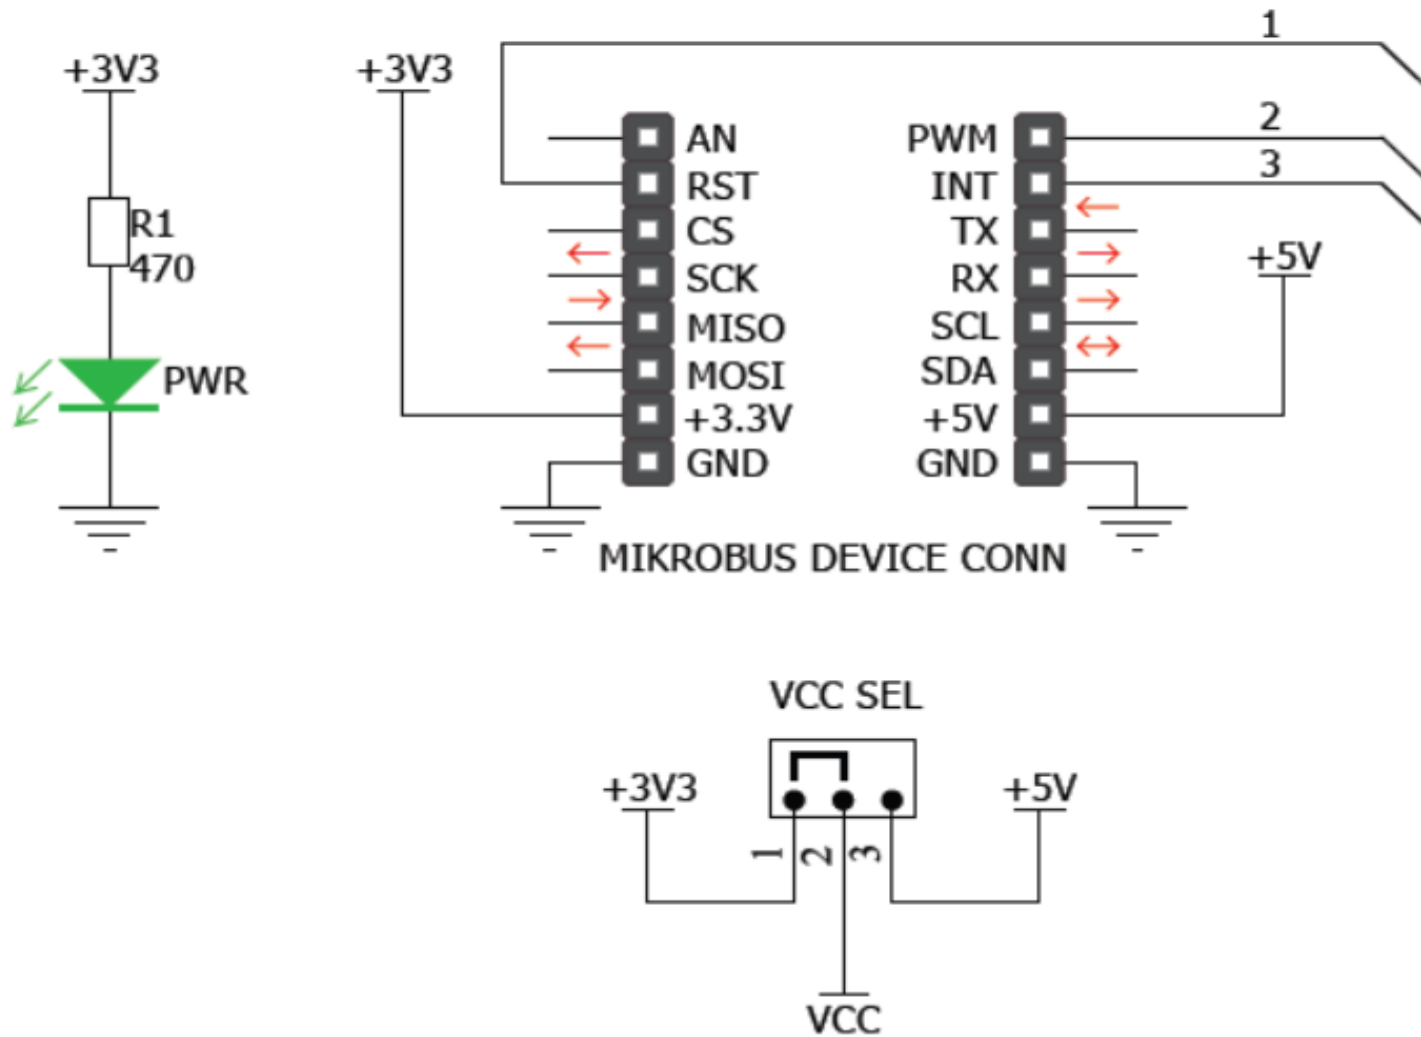 +3V3
R1
470
PWR
+3V3
1
2
3
AN
RST
CS
SCK
MISO
MOSI
+3.3V
GND
PWM
INT
TX
RX
SCL
SDA
+5V
GND
+5V
MIKROBUS DEVICE CONN
VCC SEL
+3V3
+5V
1
2
3
VCC